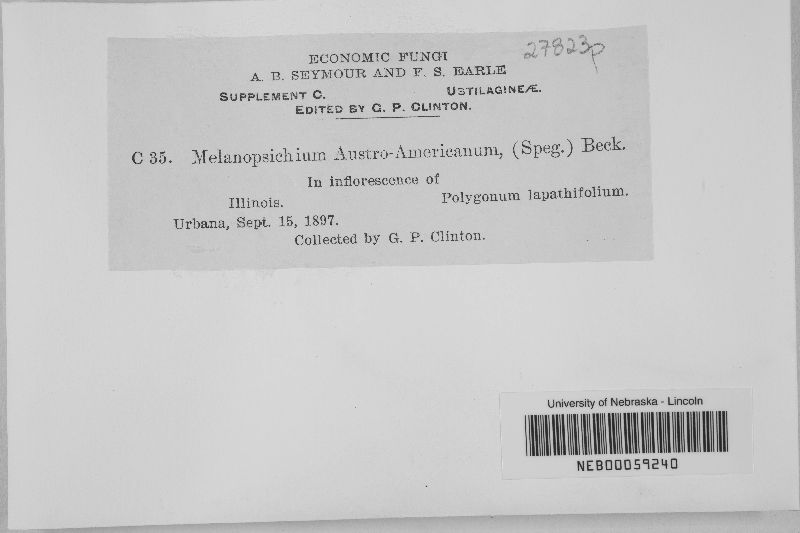 27823p
ECONOMIC FUNGI
A. B. SEYMOUR AND F. S. EARLE
SUPPLEMENT C. USTILAGINEÆ.
EDITED BY G. P. CLINTON.
C 35. Melanopsichium Austro-Americanum, (Speg.) Beck.
In inflorescence of
Illinois. Polygonum lapathifolium.
Urbana, Sept. 15, 1897.
Collected by G. P. Clinton.
University of Nebraska - Lincoln
NEB00059240